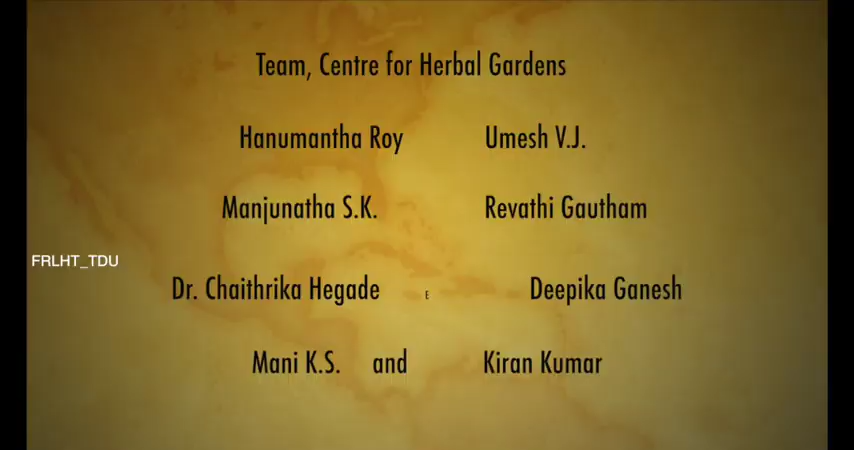 Team, Centre for Herbal Gardens
Hanumantha Roy Umesh V.J.
Manjunatha S.K. Revathi Gautham
FRLHT_TDU
Dr. Chaithrika Hegade E Deepika Ganesh
Mani K.S. and Kiran Kumar